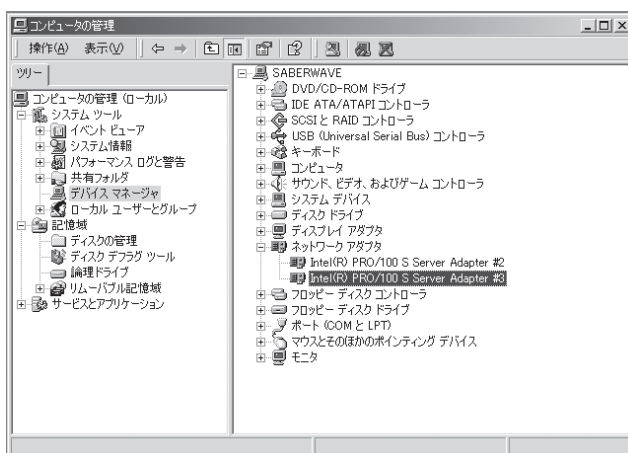 コンピュータの管理
操作(A) 表示(V)
ツリー
コンピュータの管理 (ローカル)
システム ツール
イベント ビューア
システム情報
パフォーマンス ログと警告
共有フォルダ
デバイス マネージャ
ローカル ユーザーとグループ
記憶域
ディスクの管理
ディスク デフラグ ツール
論理ドライブ
リムーバブル記憶域
サービスとアプリケーション
SABERWAVE
DVD/CD-ROM ドライブ
IDE ATA/ATAPI コントローラ
SCSI と RAID コントローラ
USB (Universal Serial Bus) コントローラ
キーボード
コンピュータ
サウンド、ビデオ、およびゲーム コントローラ
システム デバイス
ディスク ドライブ
ディスプレイ アダプタ
ネットワーク アダプタ
Intel(R) PRO/100 S Server Adapter #2
Intel(R) PRO/100 S Server Adapter #3
フロッピー ディスク コントローラ
フロッピー ディスク ドライブ
ポート (COM と LPT)
マウスとそのほかのポインティング デバイス
モニタ